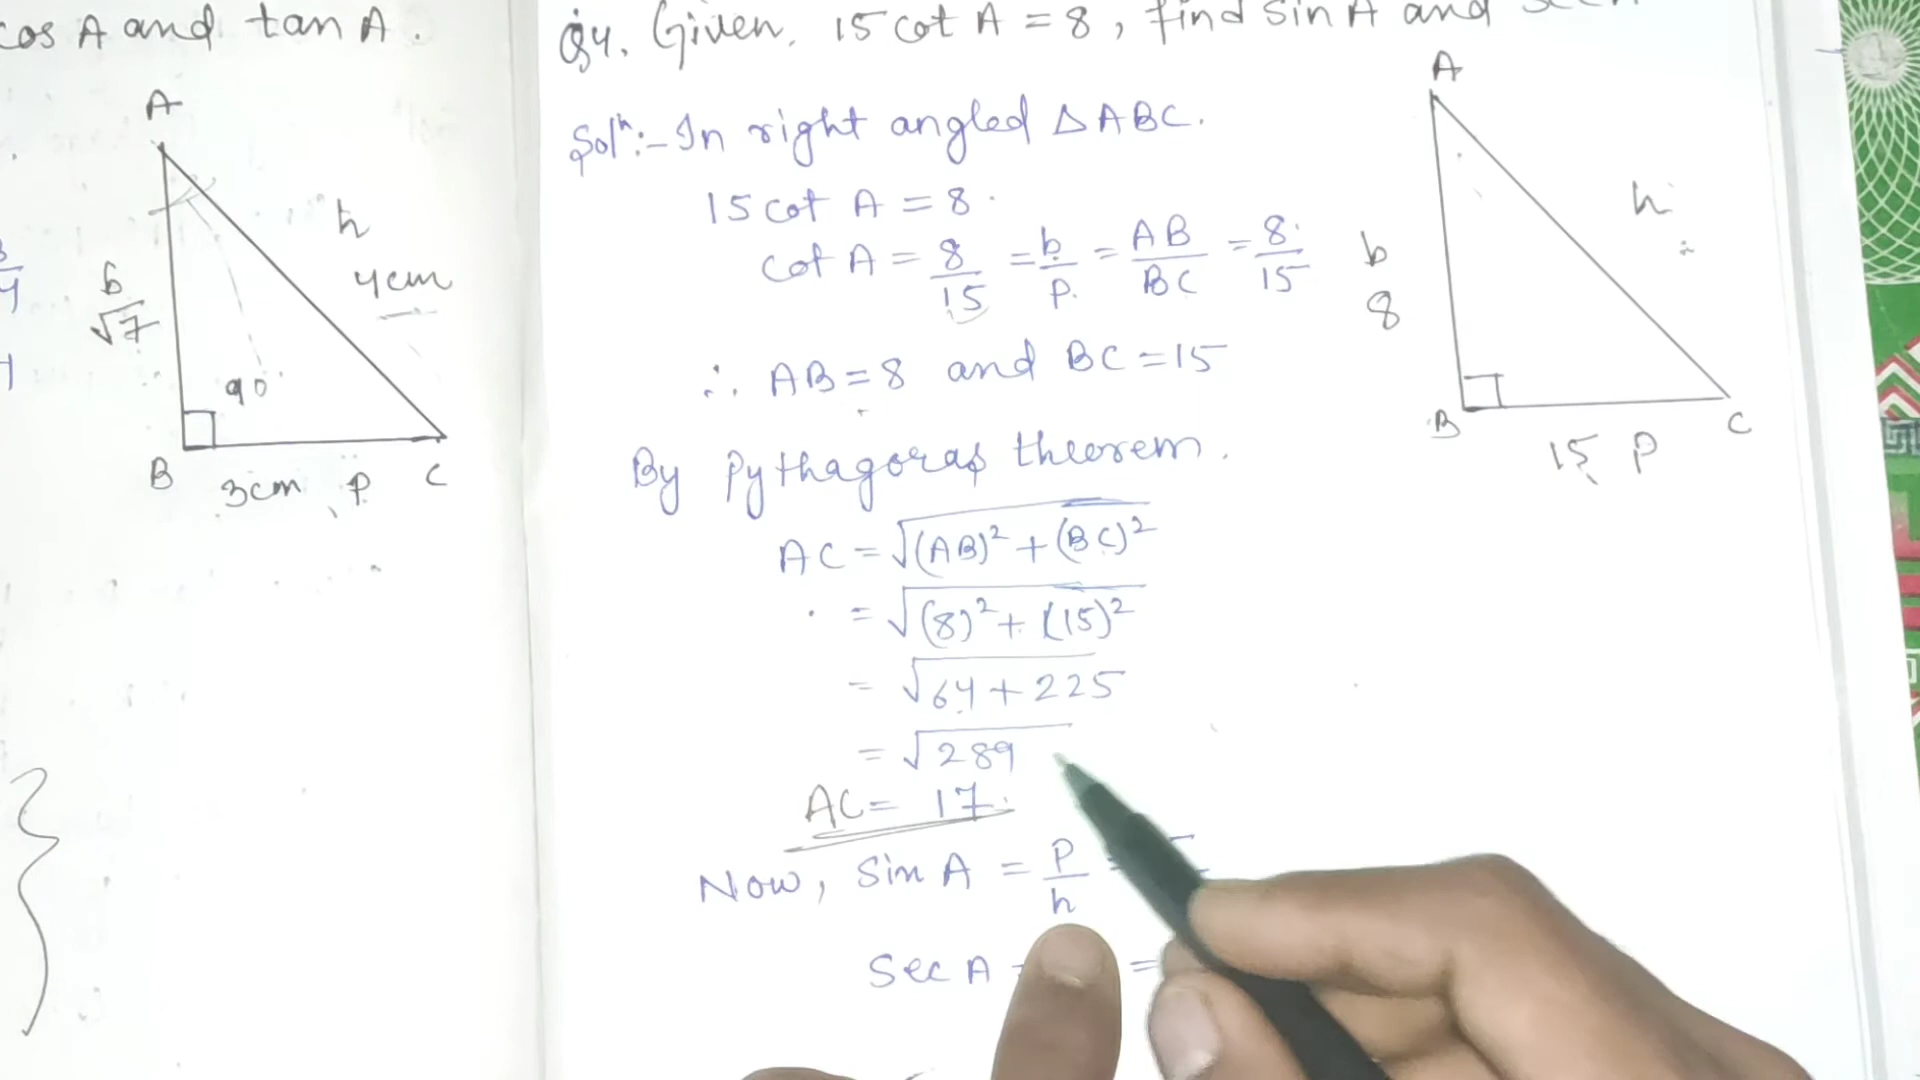 cos A and tan A.
A
h
4cm
b
√7
90°
B 3cm P C
Q4. Given, 15 cot A = 8, find sin A and
Solⁿ:- In right angled △ABC.
15 cot A = 8.
cot A = 8/15 = b/P = AB/BC = 8/15
∴ AB = 8 and BC = 15
By Pythagoras theorem.
AC = √(AB)² + (BC)²
= √(8)² + (15)²
= √64 + 225
= √289
AC = 17.
Now, Sin A = P/h
Sec A =
A
h
b
8
B
15 P
C